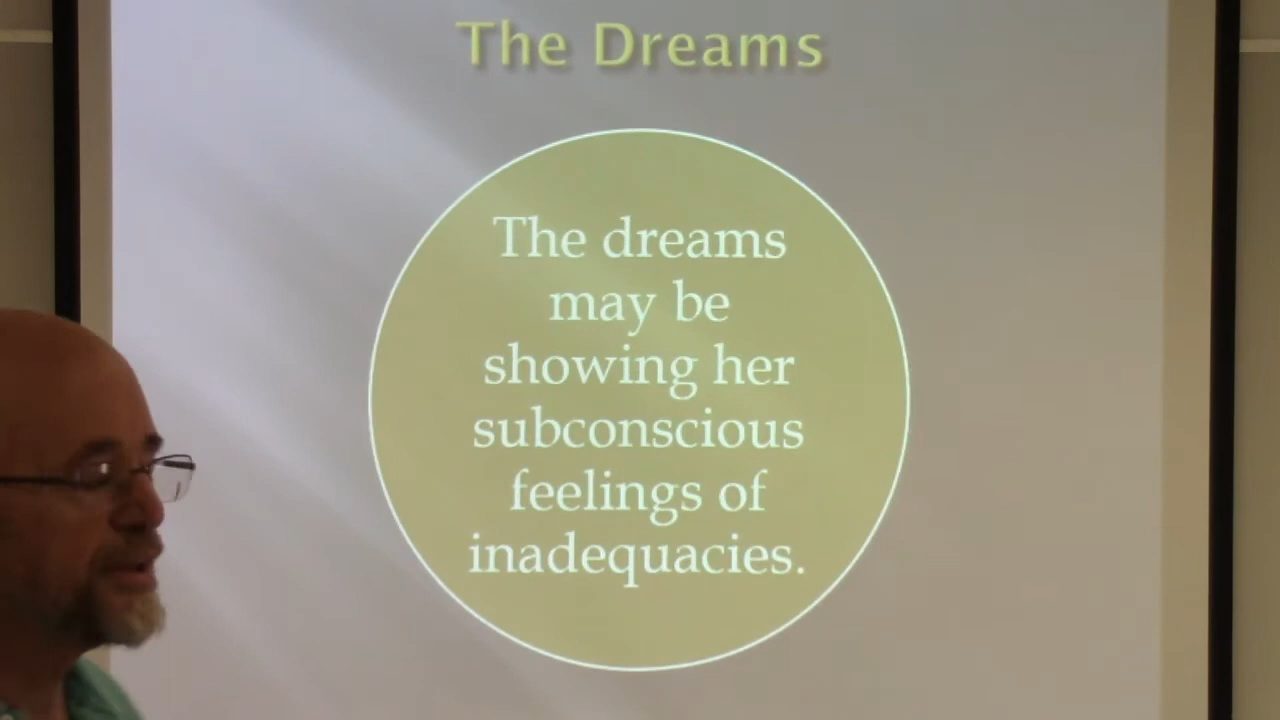 The Dreams
The dreams
may be
showing her
subconscious
feelings of
inadequacies.